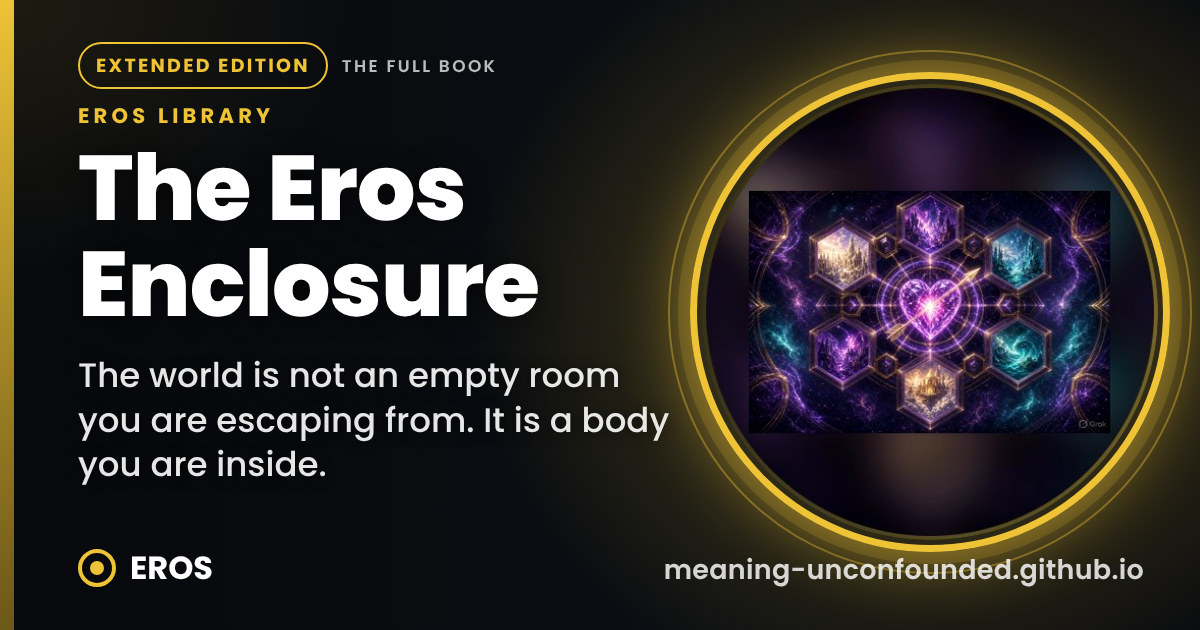 EXTENDED EDITION
THE FULL BOOK
EROS LIBRARY
The Eros
Enclosure
The world is not an empty room
you are escaping from. It is a body
you are inside.
EROS
meaning-unconfounded.github.io
Grok